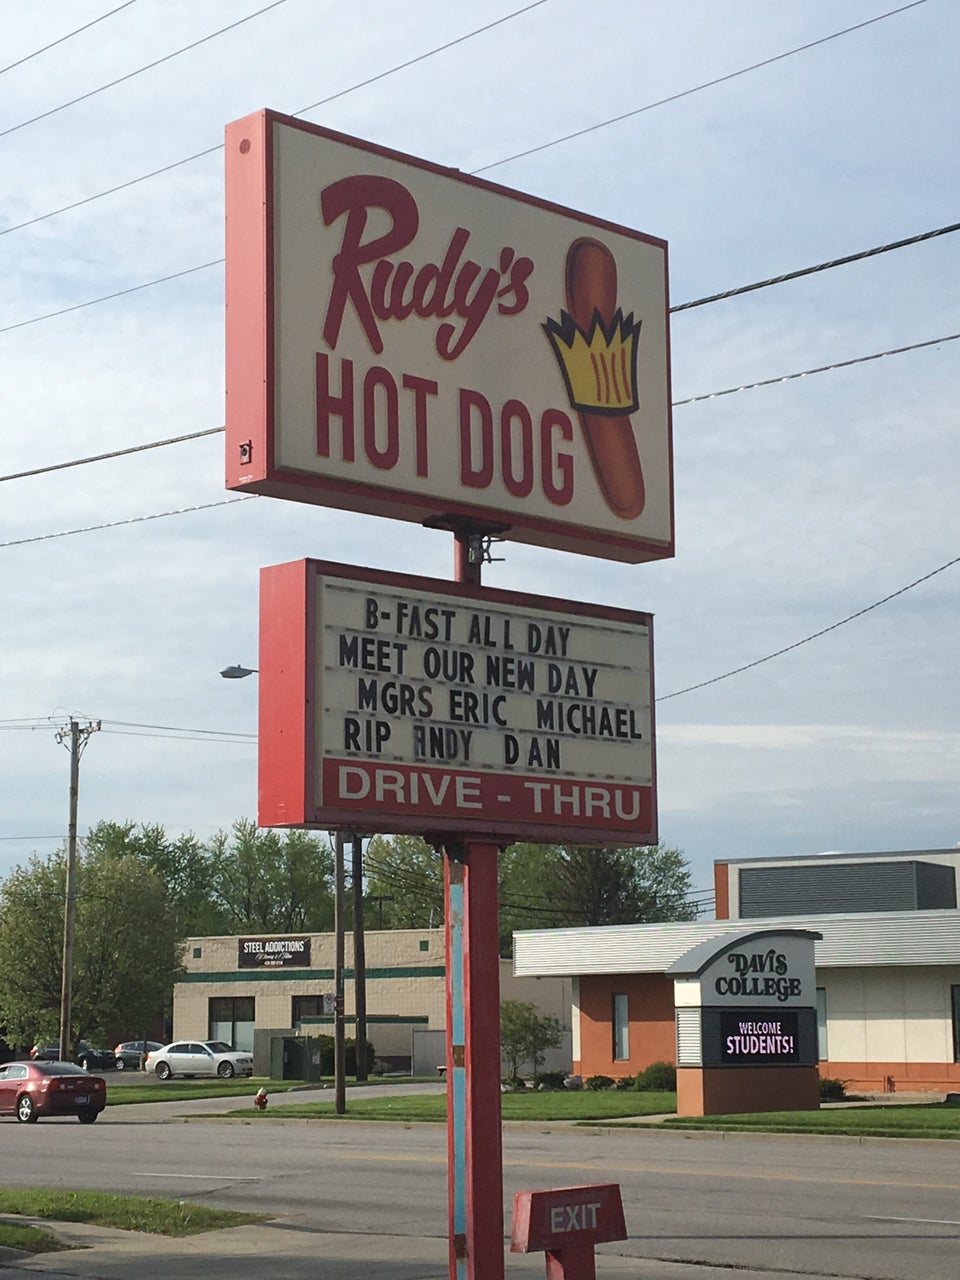 Rudy's
HOT DOG
B-FAST ALL DAY
MEET OUR NEW DAY
MGRS ERIC MICHAEL
RIP ANDY DAN
DRIVE - THRU
STEEL ADDICTIONS
DAVIS
COLLEGE
WELCOME
STUDENTS!
EXIT